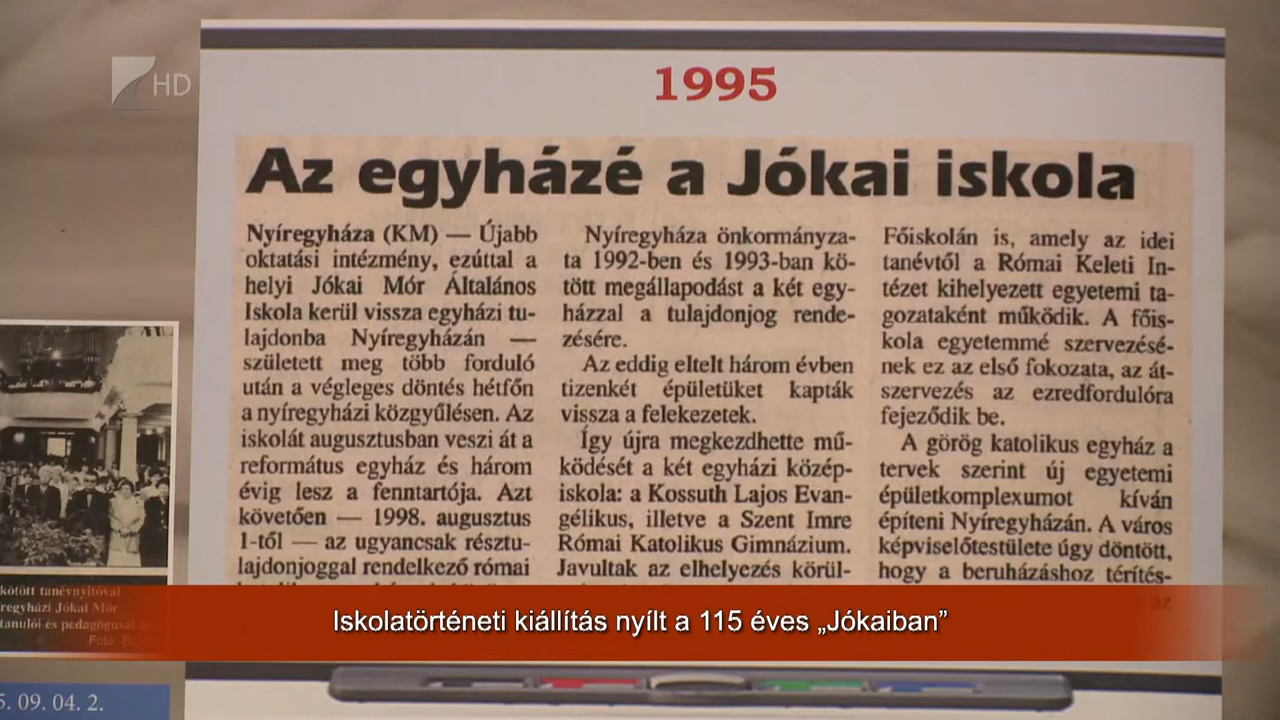 HD
1995
Az egyházé a Jókai iskola
Nyíregyháza (KM) — Újabb
oktatási intézmény, ezúttal a
helyi Jókai Mór Általános
Iskola kerül vissza egyházi tu-
lajdonba Nyíregyházán —
született meg több forduló
után a végleges döntés hétfőn
a nyíregyházi közgyűlésen. Az
iskolát augusztusban veszi át a
református egyház és három
évig lesz a fenntartója. Azt
követően — 1998. augusztus
1-től — az ugyancsak résztu-
lajdonjoggal rendelkező római
Nyíregyháza önkormányza-
ta 1992-ben és 1993-ban kö-
tött megállapodást a két egy-
házzal a tulajdonjog rende-
zésére.
Az eddig eltelt három évben
tizenkét épületüket kapták
vissza a felekezetek.
Így újra megkezdhette mű-
ködését a két egyházi közép-
iskola: a Kossuth Lajos Evan-
gélikus, illetve a Szent Imre
Római Katolikus Gimnázium.
Javultak az elhelyezés körül-
Főiskolán is, amely az idei
tanévtől a Római Keleti In-
tézet kihelyezett egyetemi ta-
gozataként működik. A főis-
kola egyetemmé szervezésé-
nek ez az első fokozata, az át-
szervezés az ezredfordulóra
fejeződik be.
A görög katolikus egyház a
tervek szerint új egyetemi
épületkomplexumot kíván
építeni Nyíregyházán. A város
képviselőtestülete úgy döntött,
hogy a beruházáshoz térítés-
kötött tanévnyitóval
regyházi Jókai Mór
tanulói és pedagógusai
Fotó:
5. 09. 04. 2.
Iskolatörténeti kiállítás nyílt a 115 éves „Jókaiban”